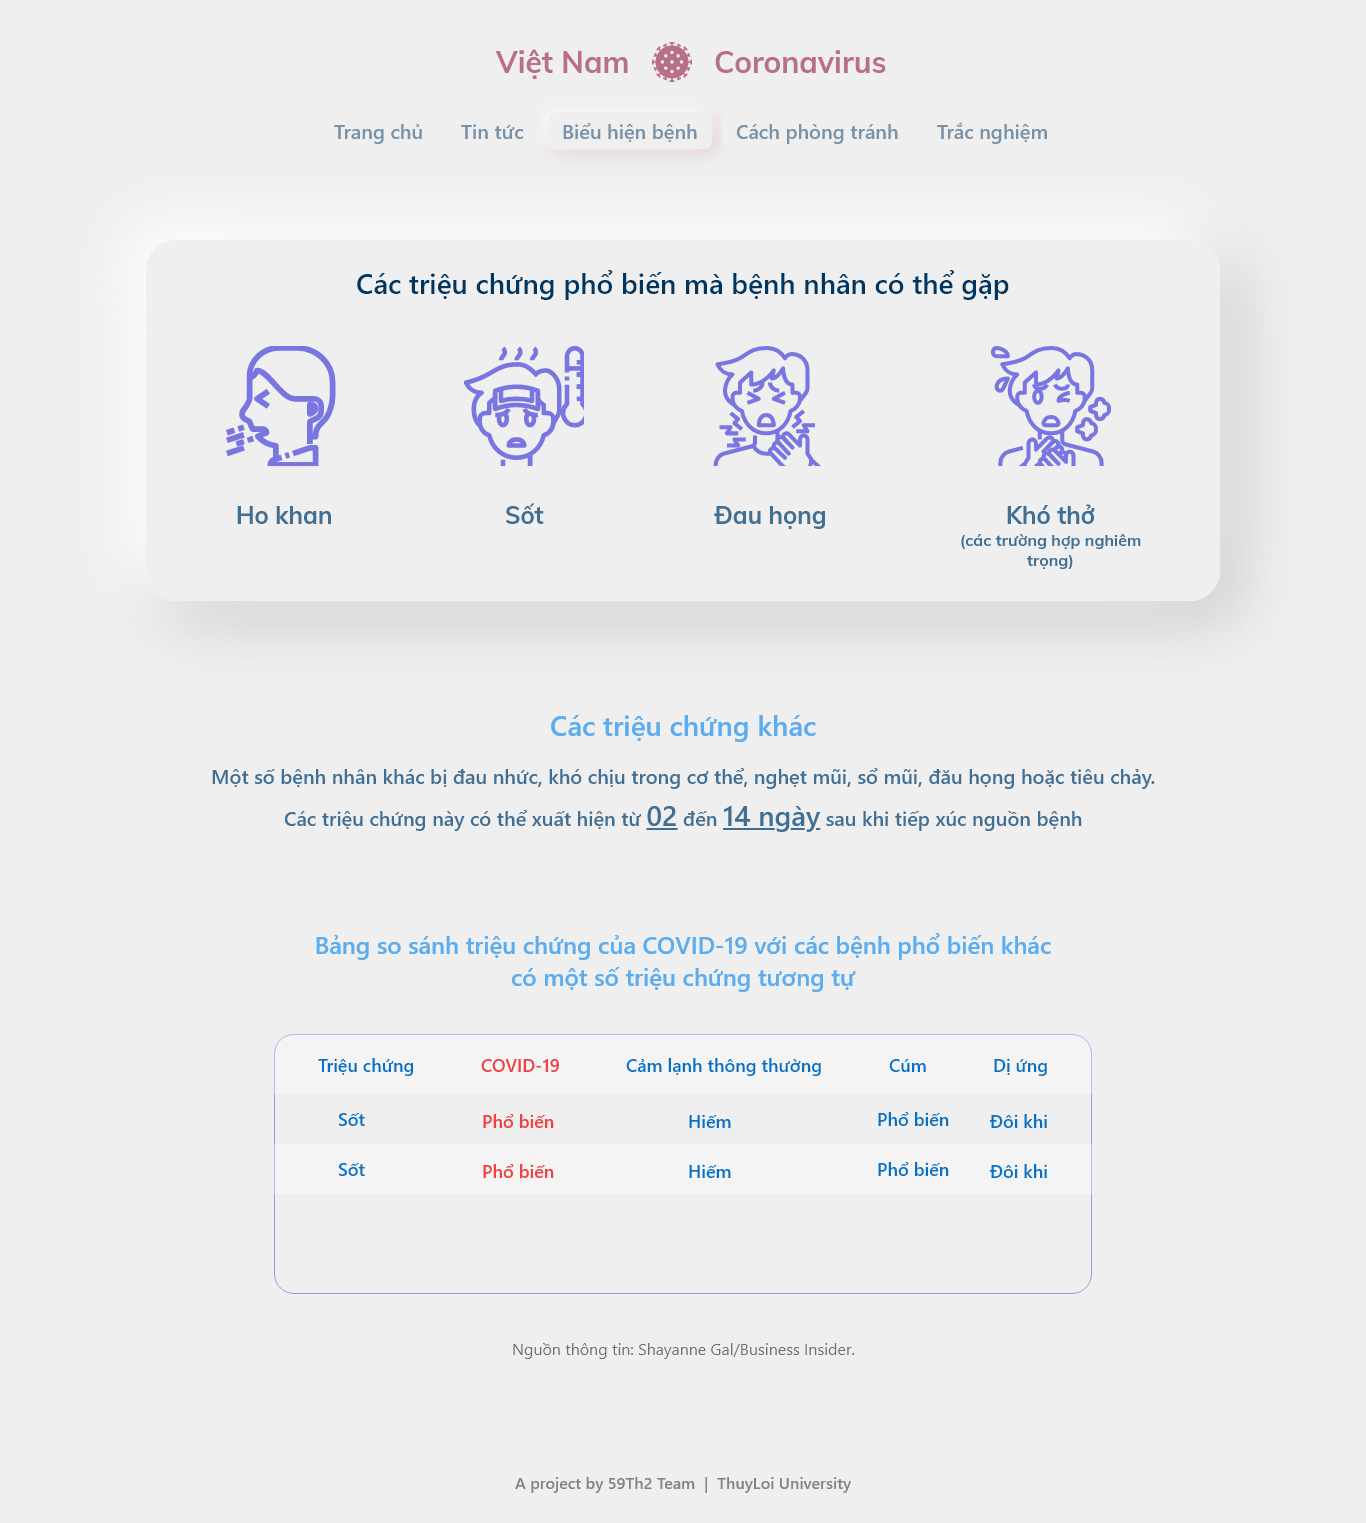 Việt Nam Coronavirus
Trang chủ Tin tức Biểu hiện bệnh Cách phòng tránh Trắc nghiệm
Các triệu chứng phổ biến mà bệnh nhân có thể gặp
Ho khan Sốt Đau họng Khó thở
(các trường hợp nghiêm
trọng)
Các triệu chứng khác
Một số bệnh nhân khác bị đau nhức, khó chịu trong cơ thể, nghẹt mũi, sổ mũi, đău họng hoặc tiêu chảy.
Các triệu chứng này có thể xuất hiện từ 02 đến 14 ngày sau khi tiếp xúc nguồn bệnh
Bảng so sánh triệu chứng của COVID-19 với các bệnh phổ biến khác
có một số triệu chứng tương tự
Triệu chứng COVID-19 Cảm lạnh thông thường Cúm Dị ứng
Sốt Phổ biến Hiếm Phổ biến Đôi khi
Sốt Phổ biến Hiếm Phổ biến Đôi khi
Nguồn thông tin: Shayanne Gal/Business Insider.
A project by 59Th2 Team | ThuyLoi University